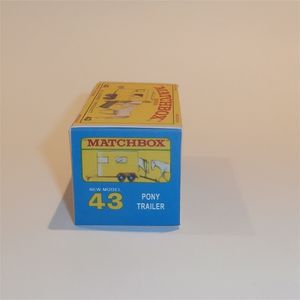 MATCHBOX
MATCHBOX
NEW MODEL
43
PONY
TRAILER